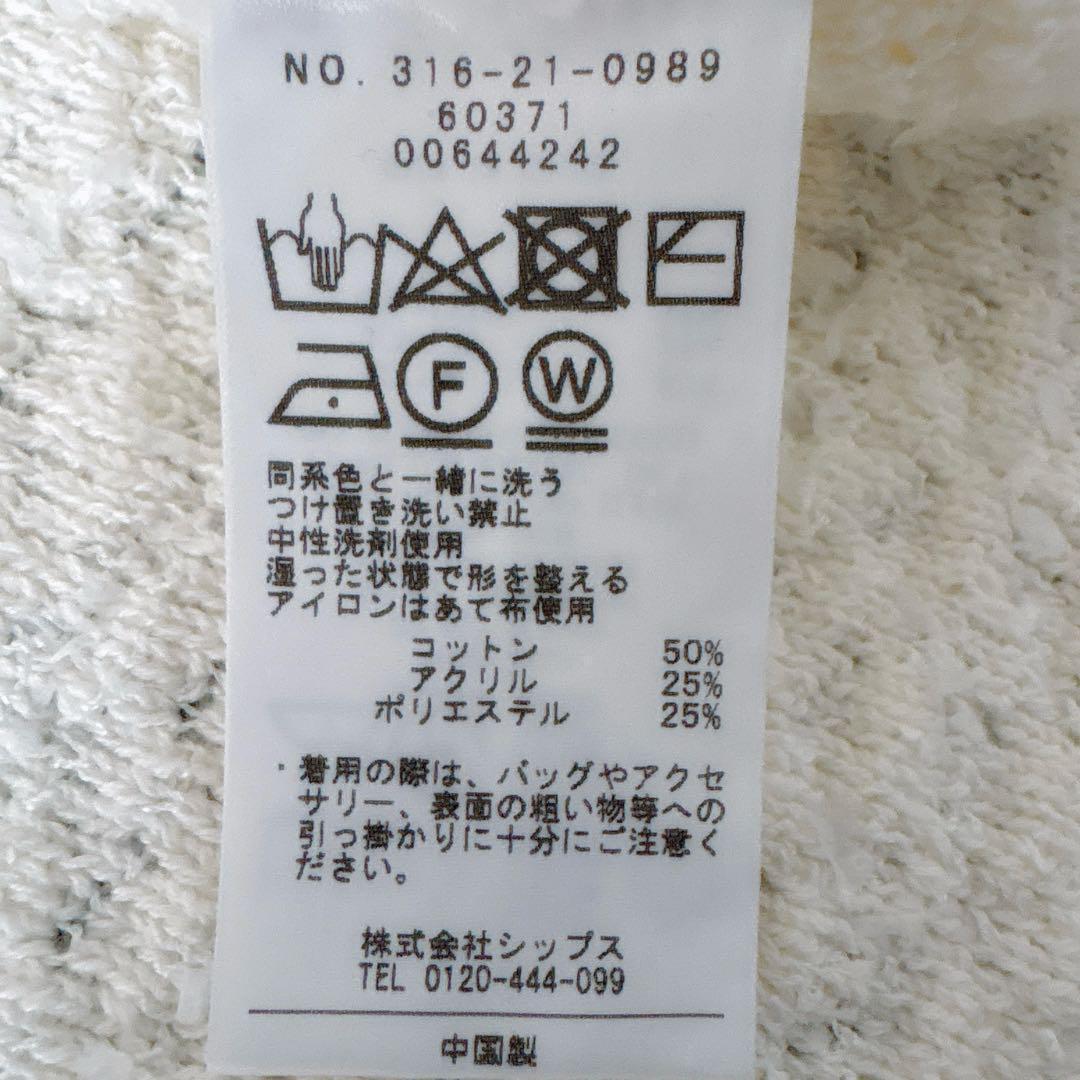 NO. 316-21-0989
60371
00644242
F W
同系色と一緒に洗う
つけ置き洗い禁止
中性洗剤使用
湿った状態で形を整える
アイロンはあて布使用
コットン 50%
アクリル 25%
ポリエステル 25%
・着用の際は、バッグやアクセ
サリー、表面の粗い物等への
引っ掛かりに十分にご注意く
ださい。
株式会社シップス
TEL 0120-444-099
中国製